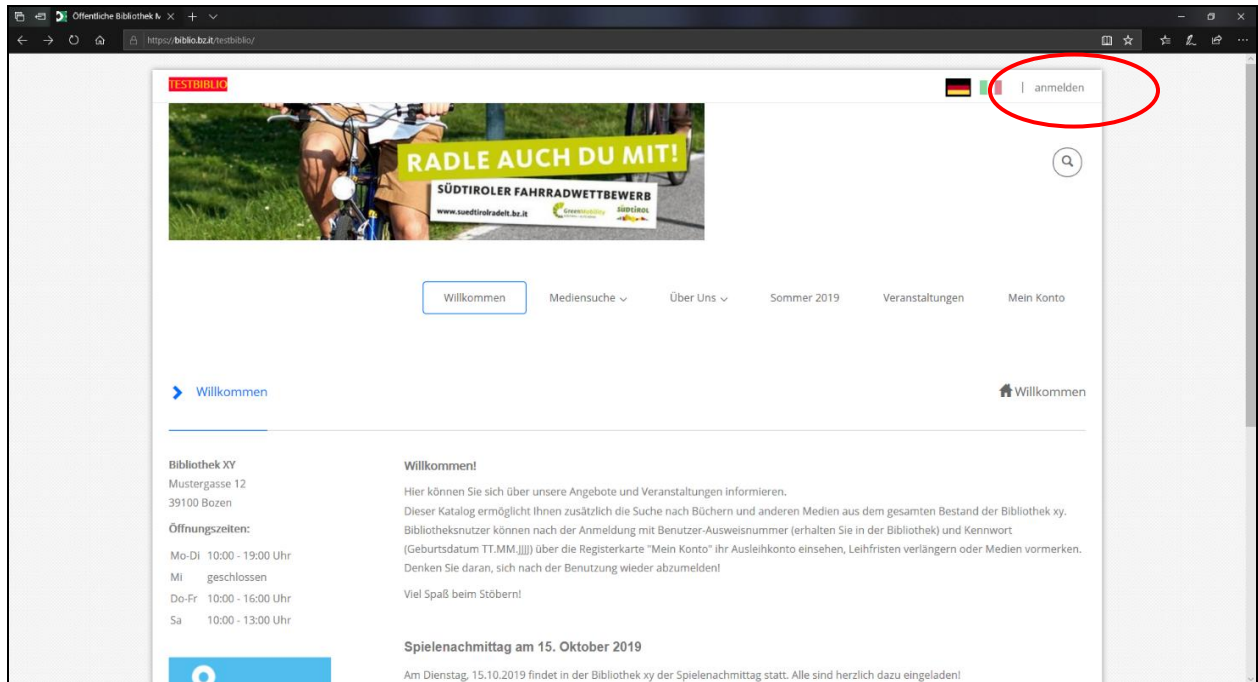 Öffentliche Bibliothek
https://biblio.bz.it/testbiblio/
TESTBIBLIO
| anmelden
RADLE AUCH DU MIT!
SÜDTIROLER FAHRRADWETTBEWERB
www.suedtirolradelt.bz.it
GreenMobility
SÜDTIROL
Willkommen
Mediensuche
Über Uns
Sommer 2019
Veranstaltungen
Mein Konto
Willkommen
Willkommen
Bibliothek XY
Mustergasse 12
39100 Bozen
Öffnungszeiten:
Mo-Di 10:00 - 19:00 Uhr
Mi geschlossen
Do-Fr 10:00 - 16:00 Uhr
Sa 10:00 - 13:00 Uhr
Willkommen!
Hier können Sie sich über unsere Angebote und Veranstaltungen informieren.
Dieser Katalog ermöglicht Ihnen zusätzlich die Suche nach Büchern und anderen Medien aus dem gesamten Bestand der Bibliothek xy.
Bibliotheksnutzer können nach der Anmeldung mit Benutzer-Ausweisnummer (erhalten Sie in der Bibliothek) und Kennwort
(Geburtsdatum TT.MM.JJJJ) über die Registerkarte "Mein Konto" ihr Ausleihkonto einsehen, Leihfristen verlängern oder Medien vormerken.
Denken Sie daran, sich nach der Benutzung wieder abzumelden!
Viel Spaß beim Stöbern!
Spielenachmittag am 15. Oktober 2019
Am Dienstag, 15.10.2019 findet in der Bibliothek xy der Spielenachmittag statt. Alle sind herzlich dazu eingeladen!